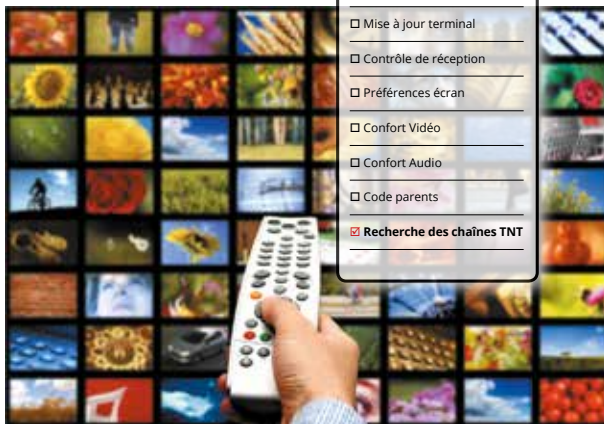 ☐ Mise à jour terminal
☐ Contrôle de réception
☐ Préférences écran
☐ Confort Vidéo
☐ Confort Audio
☐ Code parents
☑ Recherche des chaînes TNT